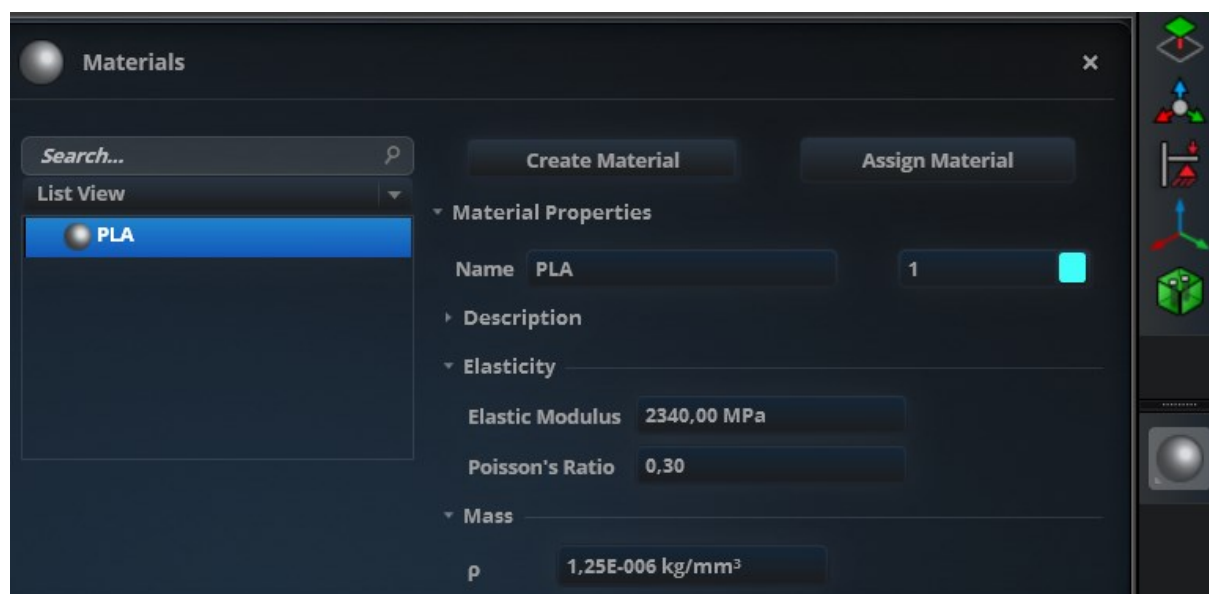 Materials
×
Search...
List View
PLA
Create Material
Assign Material
Material Properties
Name
PLA
1
Description
Elasticity
Elastic Modulus
2340,00 MPa
Poisson's Ratio
0,30
Mass
ρ
1,25E-006 kg/mm³